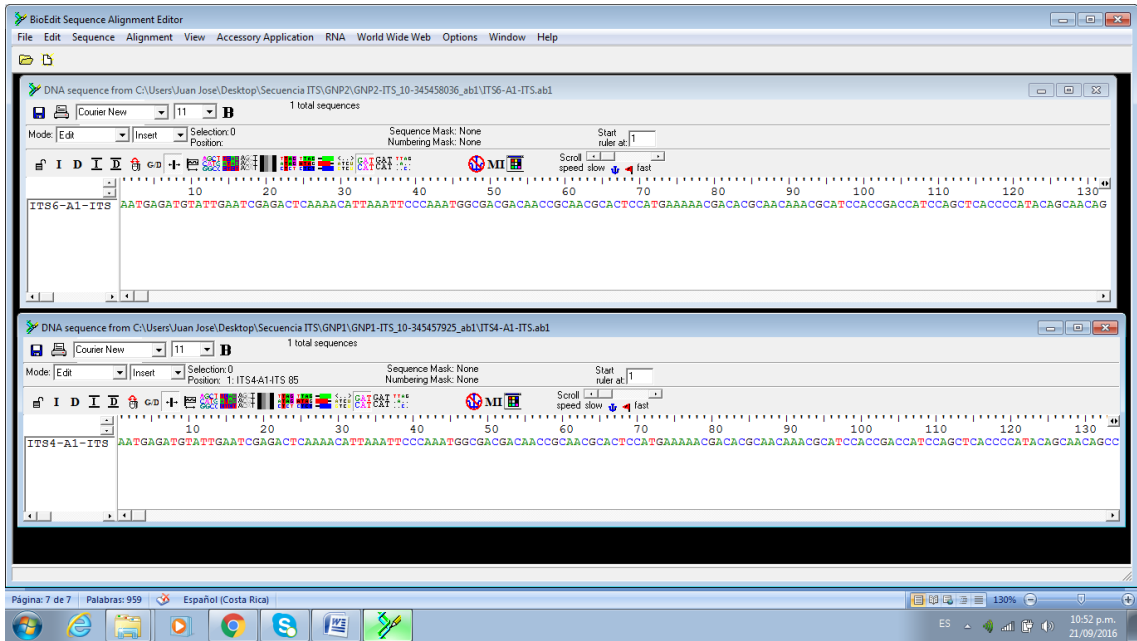 BioEdit Sequence Alignment Editor
File Edit Sequence Alignment View Accessory Application RNA World Wide Web Options Window Help
DNA sequence from C:\Users\Juan Jose\Desktop\Secuencia ITS\GNP2\GNP2-ITS_10-345458036_ab1\ITS6-A1-ITS.ab1
Courier New 11 B 1 total sequences
Mode: Edit Insert Selection: 0 Position: Sequence Mask: None Numbering Mask: None Start ruler at: 1
I D I D G/D MI Scroll speed slow fast
10 20 30 40 50 60 70 80 90 100 110 120 130
ITS6-A1-ITS AATGAGATGTATTGAATCGAGACTCAAAACATTAAATTCCCAAATGGCGACGACAACCGCAACGCACTCCATGAAAAACGACACGCAACAAACGCATCCACCGACCATCCAGCTCACCCCATACAGCAACAG
DNA sequence from C:\Users\Juan Jose\Desktop\Secuencia ITS\GNP1\GNP1-ITS_10-345457925_ab1\ITS4-A1-ITS.ab1
Courier New 11 B 1 total sequences
Mode: Edit Insert Selection: 0 Position: 1: ITS4-A1-ITS 85 Sequence Mask: None Numbering Mask: None Start ruler at: 1
I D I D G/D MI Scroll speed slow fast
10 20 30 40 50 60 70 80 90 100 110 120 130
ITS4-A1-ITS AATGAGATGTATTGAATCGAGACTCAAAACATTAAATTCCCAAATGGCGACGACAACCGCAACGCACTCCATGAAAAACGACACGCAACAAACGCATCCACCGACCATCCAGCTCACCCCATACAGCAACAGCC
Página: 7 de 7 Palabras: 959 Español (Costa Rica) 130%
ES 10:52 p.m.
21/09/2016